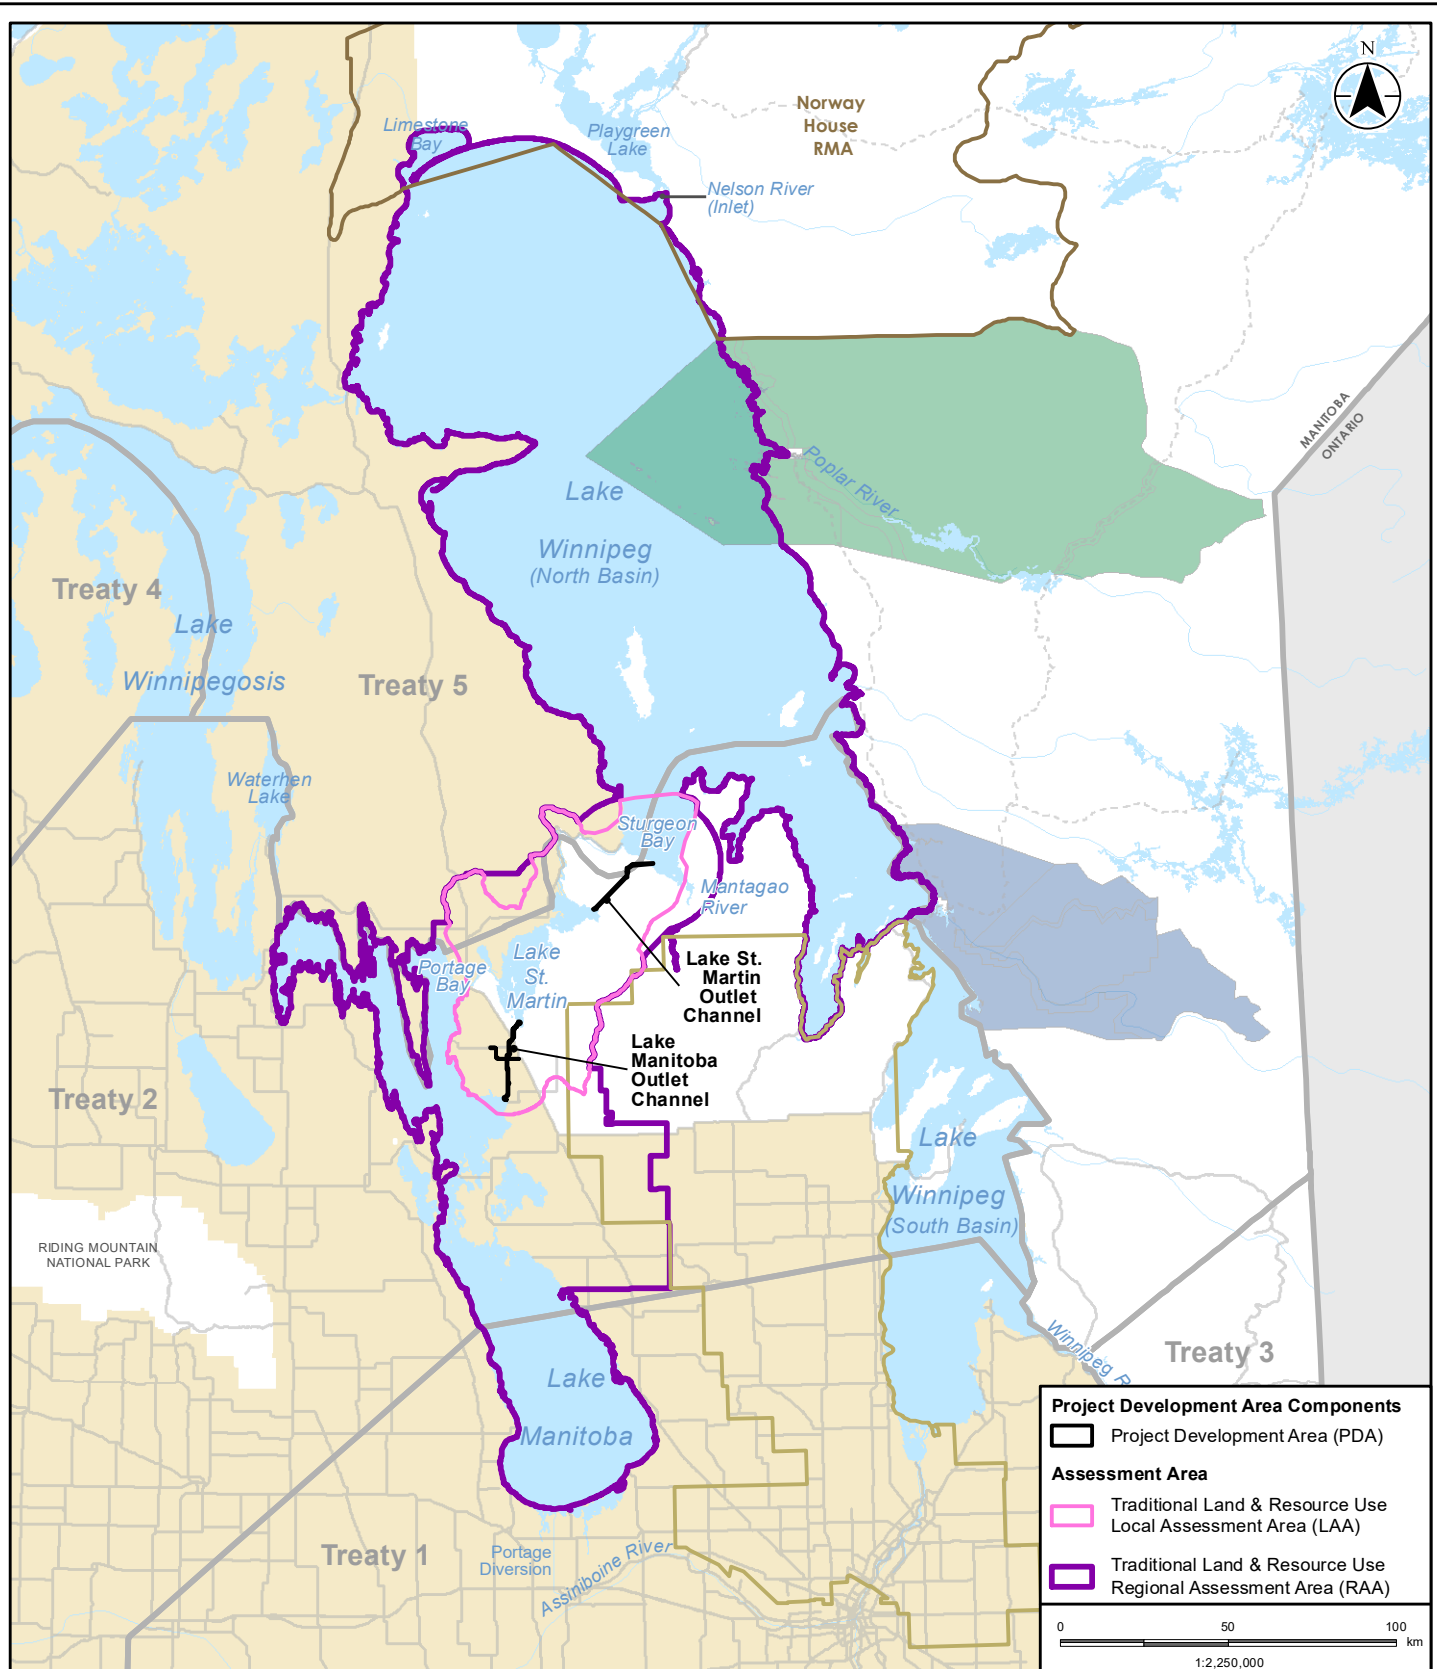 N
Norway
House
RMA
Limestone
Bay
Playgreen
Lake
Nelson River
(Inlet)
MANITOBA
ONTARIO
Poplar River
Lake
Winnipeg
(North Basin)
Treaty 4
Lake
Winnipegosis
Treaty 5
Waterhen
Lake
Sturgeon
Bay
Mantagao
River
Lake
St.
Martin
Portage
Bay
Lake St.
Martin
Outlet
Channel
Lake
Manitoba
Outlet
Channel
Treaty 2
Lake
Winnipeg
(South Basin)
RIDING MOUNTAIN
NATIONAL PARK
Winnipeg R
Treaty 3
Lake
Manitoba
Treaty 1
Portage
Diversion
Assiniboine River
Project Development Area Components
Project Development Area (PDA)
Assessment Area
Traditional Land & Resource Use
Local Assessment Area (LAA)
Traditional Land & Resource Use
Regional Assessment Area (RAA)
0 50 100
km
1:2,250,000